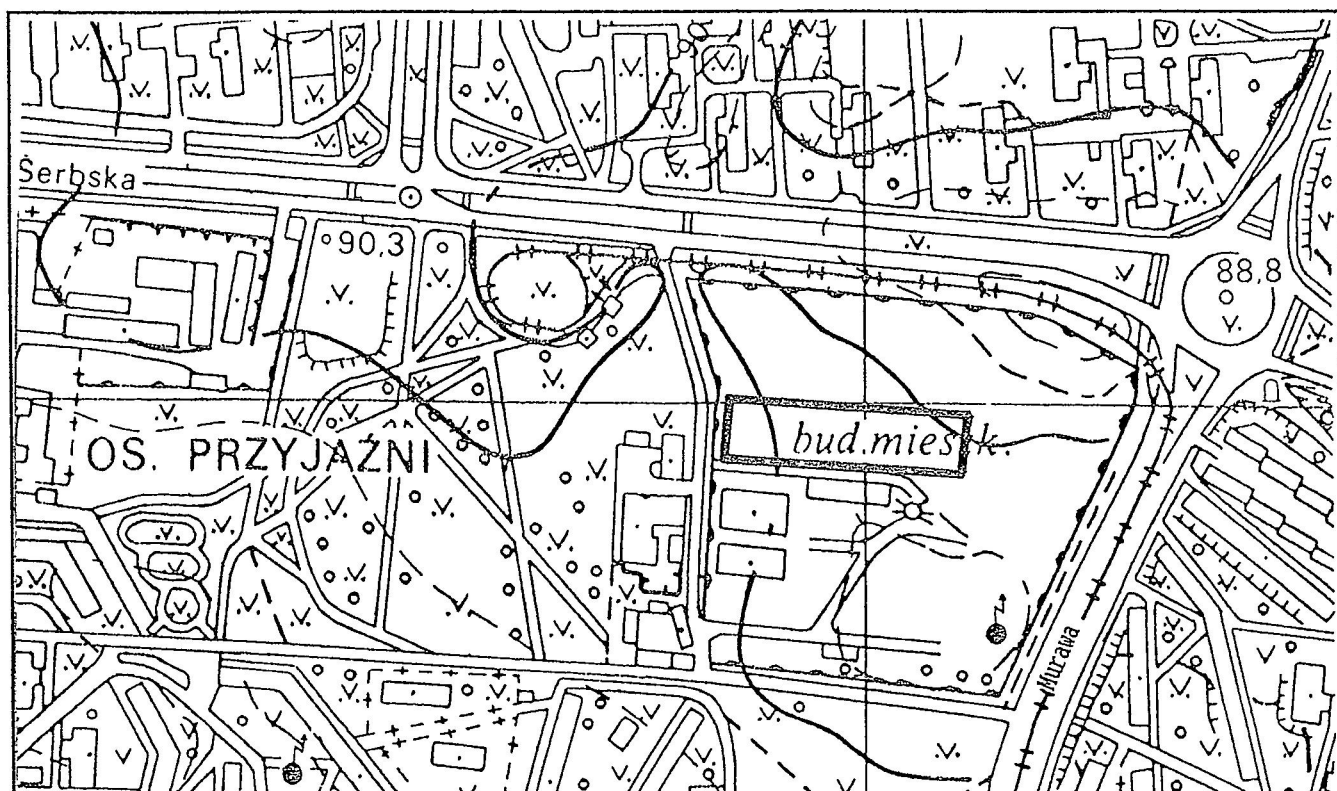 Serbska
90,3
88,8
OS. PRZYJAŹNI
bud.miesz k.
Murawa